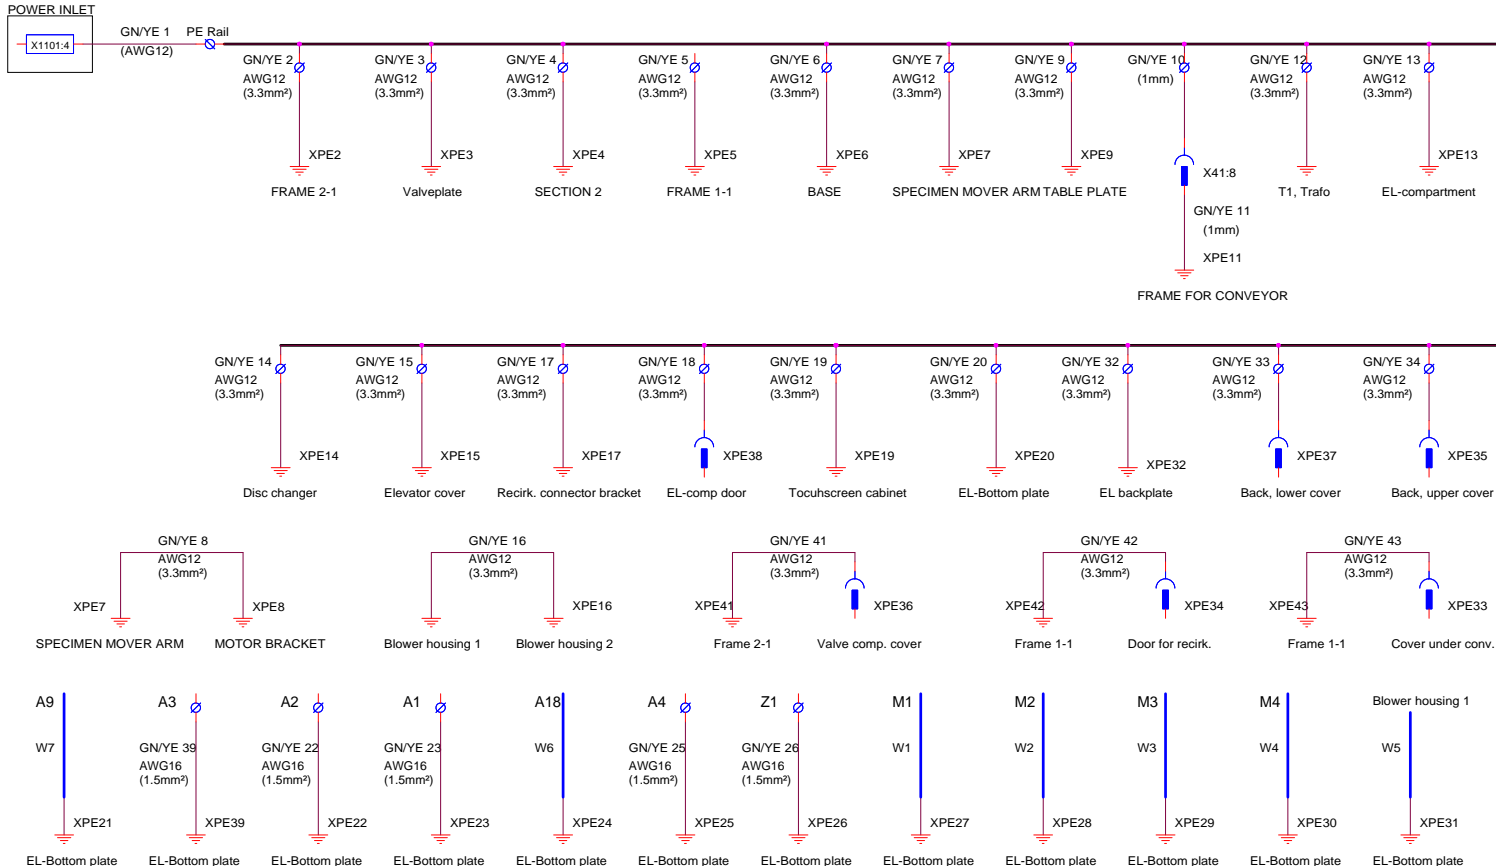 POWER INLET
X1101:4
GN/YE 1
(AWG12)
PE Rail
GN/YE 2
AWG12
(3.3mm²)
GN/YE 3
AWG12
(3.3mm²)
GN/YE 4
AWG12
(3.3mm²)
GN/YE 5
AWG12
(3.3mm²)
GN/YE 6
AWG12
(3.3mm²)
GN/YE 7
AWG12
(3.3mm²)
GN/YE 9
AWG12
(3.3mm²)
GN/YE 10
(1mm)
GN/YE 12
AWG12
(3.3mm²)
GN/YE 13
AWG12
(3.3mm²)
XPE2
XPE3
XPE4
XPE5
XPE6
XPE7
XPE9
X41:8
XPE13
FRAME 2-1
Valveplate
SECTION 2
FRAME 1-1
BASE
SPECIMEN MOVER ARM
TABLE PLATE
T1, Trafo
EL-compartment
GN/YE 11
(1mm)
XPE11
FRAME FOR CONVEYOR
GN/YE 14
AWG12
(3.3mm²)
GN/YE 15
AWG12
(3.3mm²)
GN/YE 17
AWG12
(3.3mm²)
GN/YE 18
AWG12
(3.3mm²)
GN/YE 19
AWG12
(3.3mm²)
GN/YE 20
AWG12
(3.3mm²)
GN/YE 32
AWG12
(3.3mm²)
GN/YE 33
AWG12
(3.3mm²)
GN/YE 34
AWG12
(3.3mm²)
XPE14
XPE15
XPE17
XPE38
XPE19
XPE20
XPE32
XPE37
XPE35
Disc changer
Elevator cover
Recirk. connector bracket
EL-comp door
Tocuhscreen cabinet
EL-Bottom plate
EL backplate
Back, lower cover
Back, upper cover
GN/YE 8
AWG12
(3.3mm²)
GN/YE 16
AWG12
(3.3mm²)
GN/YE 41
AWG12
(3.3mm²)
GN/YE 42
AWG12
(3.3mm²)
GN/YE 43
AWG12
(3.3mm²)
XPE7
XPE8
XPE16
XPE41
XPE36
XPE42
XPE34
XPE43
XPE33
SPECIMEN MOVER ARM
MOTOR BRACKET
Blower housing 1
Blower housing 2
Frame 2-1
Valve comp. cover
Frame 1-1
Door for recirk.
Frame 1-1
Cover under conv.
A9
A3
A2
A1
A18
A4
Z1
M1
M2
M3
M4
Blower housing 1
W7
GN/YE 39
AWG16
(1.5mm²)
GN/YE 22
AWG16
(1.5mm²)
GN/YE 23
AWG16
(1.5mm²)
W6
GN/YE 25
AWG16
(1.5mm²)
GN/YE 26
AWG16
(1.5mm²)
W1
W2
W3
W4
W5
XPE21
XPE39
XPE22
XPE23
XPE24
XPE25
XPE26
XPE27
XPE28
XPE29
XPE30
XPE31
EL-Bottom plate
EL-Bottom plate
EL-Bottom plate
EL-Bottom plate
EL-Bottom plate
EL-Bottom plate
EL-Bottom plate
EL-Bottom plate
EL-Bottom plate
EL-Bottom plate
EL-Bottom plate
EL-Bottom plate